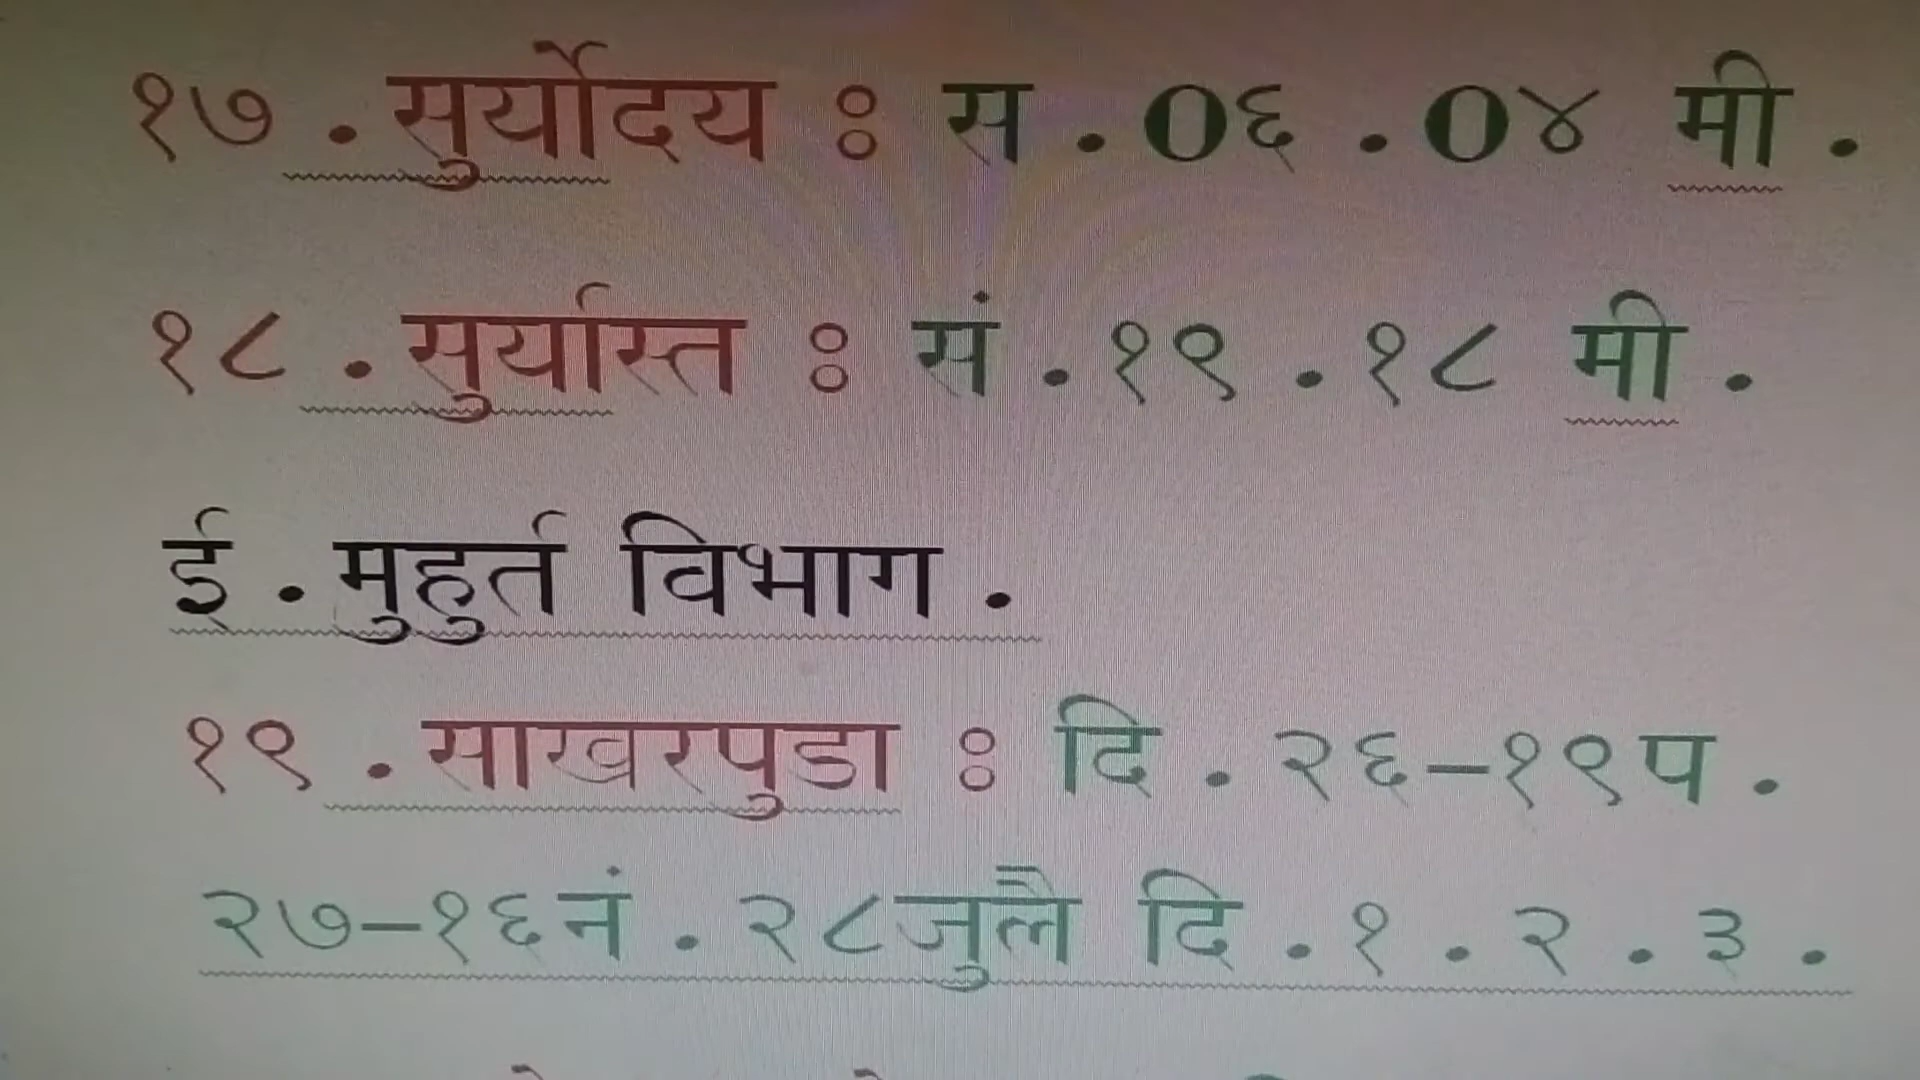 १७ . सुर्योदय : स . 0६ . 0४ मी .
१८ . सुर्यास्त : सं . १९ . १८ मी .
ई . मुहुर्त विभाग .
१९ . साखरपुडा : दि . २६–१९प .
२७–१६नं . २८जुलै दि . १ . २ . ३ .